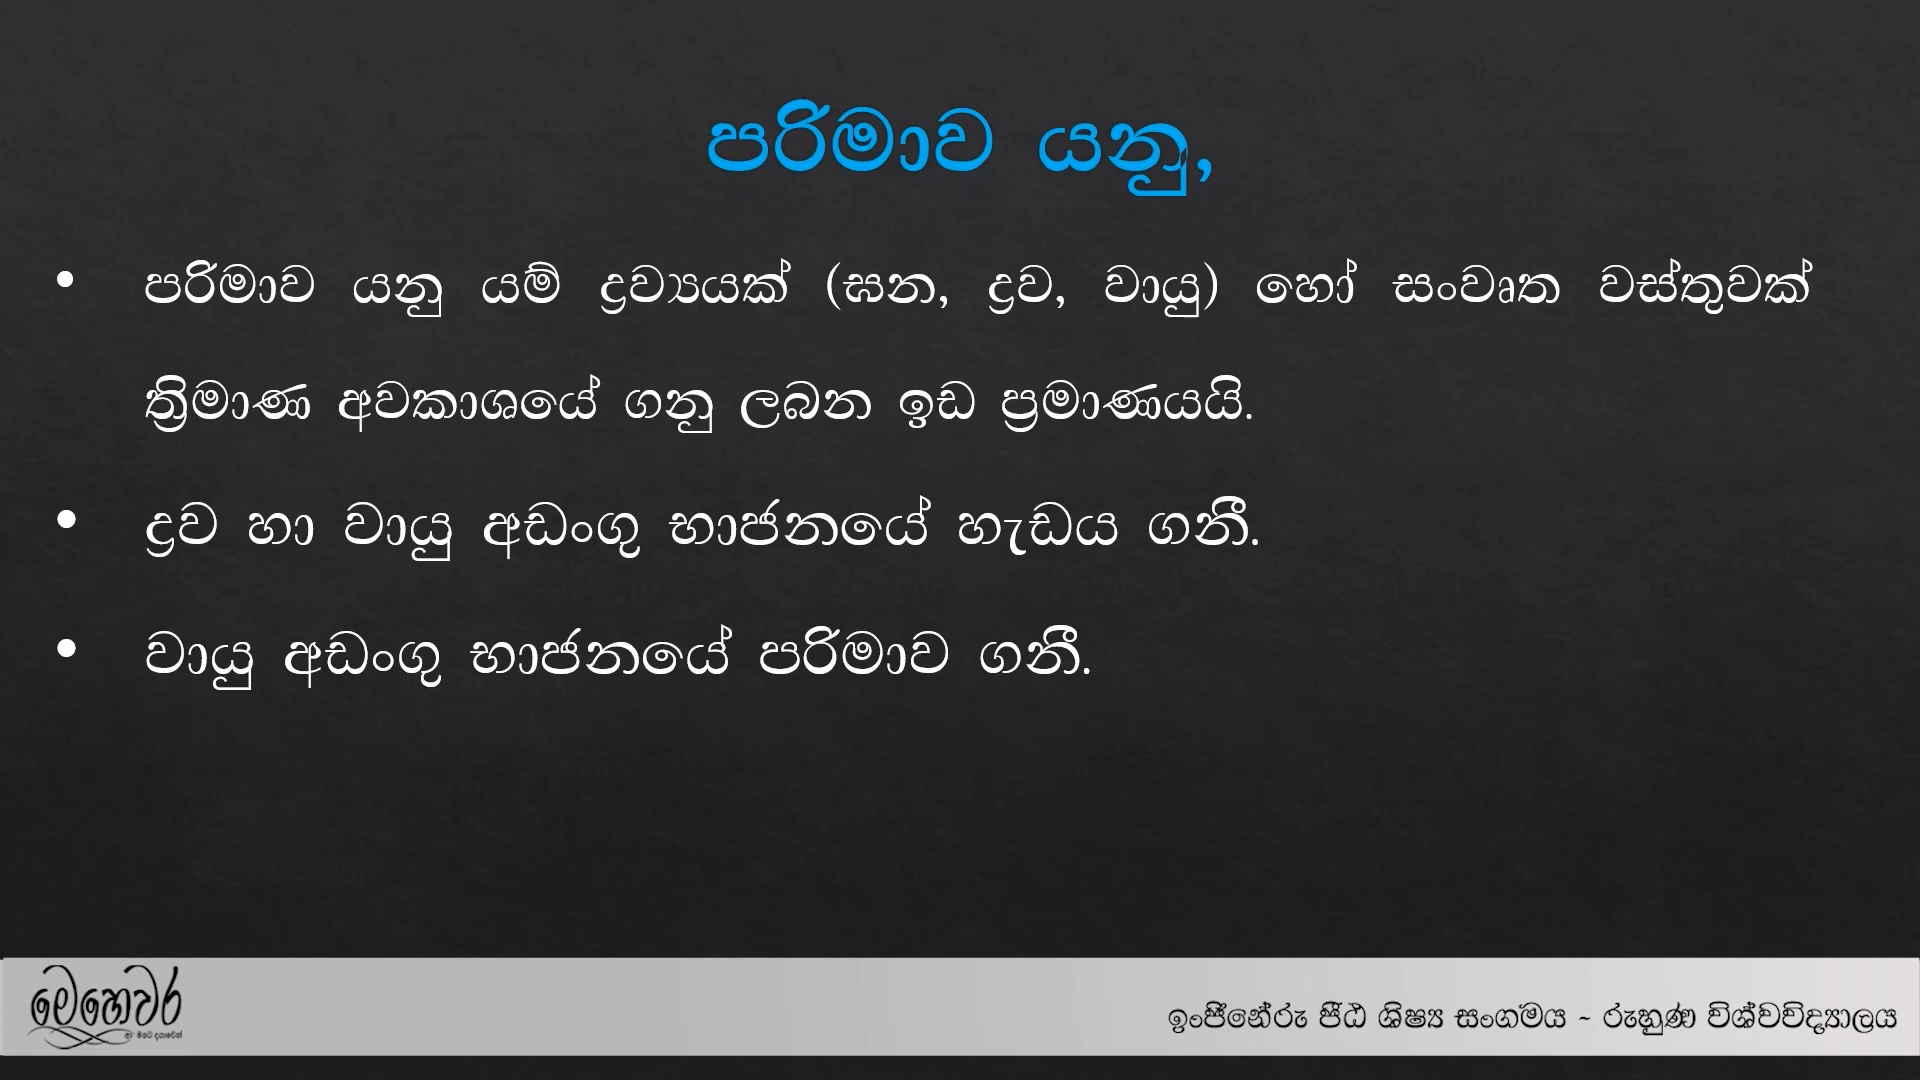 පරිමාව යනු,
• පරිමාව යනු යම් ද්‍රව්‍යයක් (ඝන, ද්‍රව, වායු) හෝ සංවෘත වස්තුවක්
ත්‍රිමාණ අවකාශයේ ගනු ලබන ඉඩ ප්‍රමාණයයි.
• ද්‍රව හා වායු අඩංගු භාජනයේ හැඩය ගනී.
• වායු අඩංගු භාජනයේ පරිමාව ගනී.
මෙහෙවර
ඉංජිනේරු පීඨ ශිෂ්‍ය සංගමය ~ රුහුණ විශ්වවිද්‍යාලය